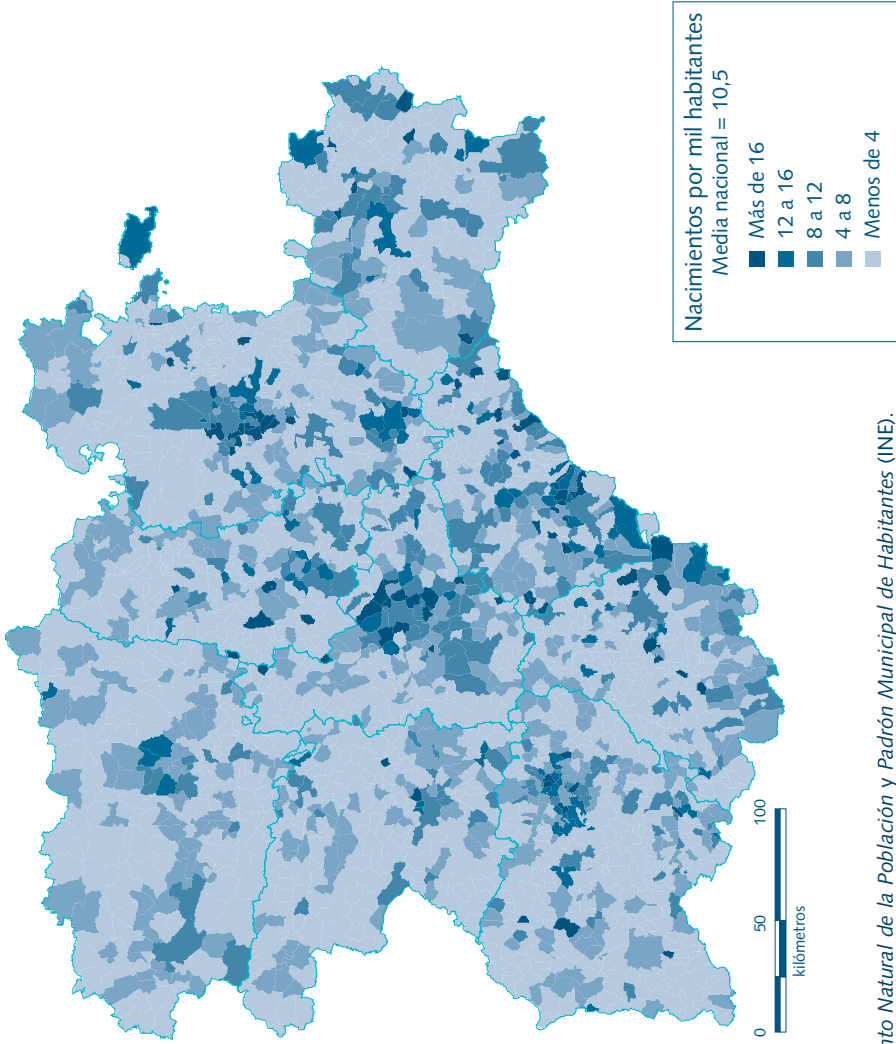 Nacimientos por mil habitantes
Media nacional = 10,5
Más de 16
12 a 16
8 a 12
4 a 8
Menos de 4
0 50 100
kilómetros
nto Natural de la Población y Padrón Municipal de Habitantes (INE).